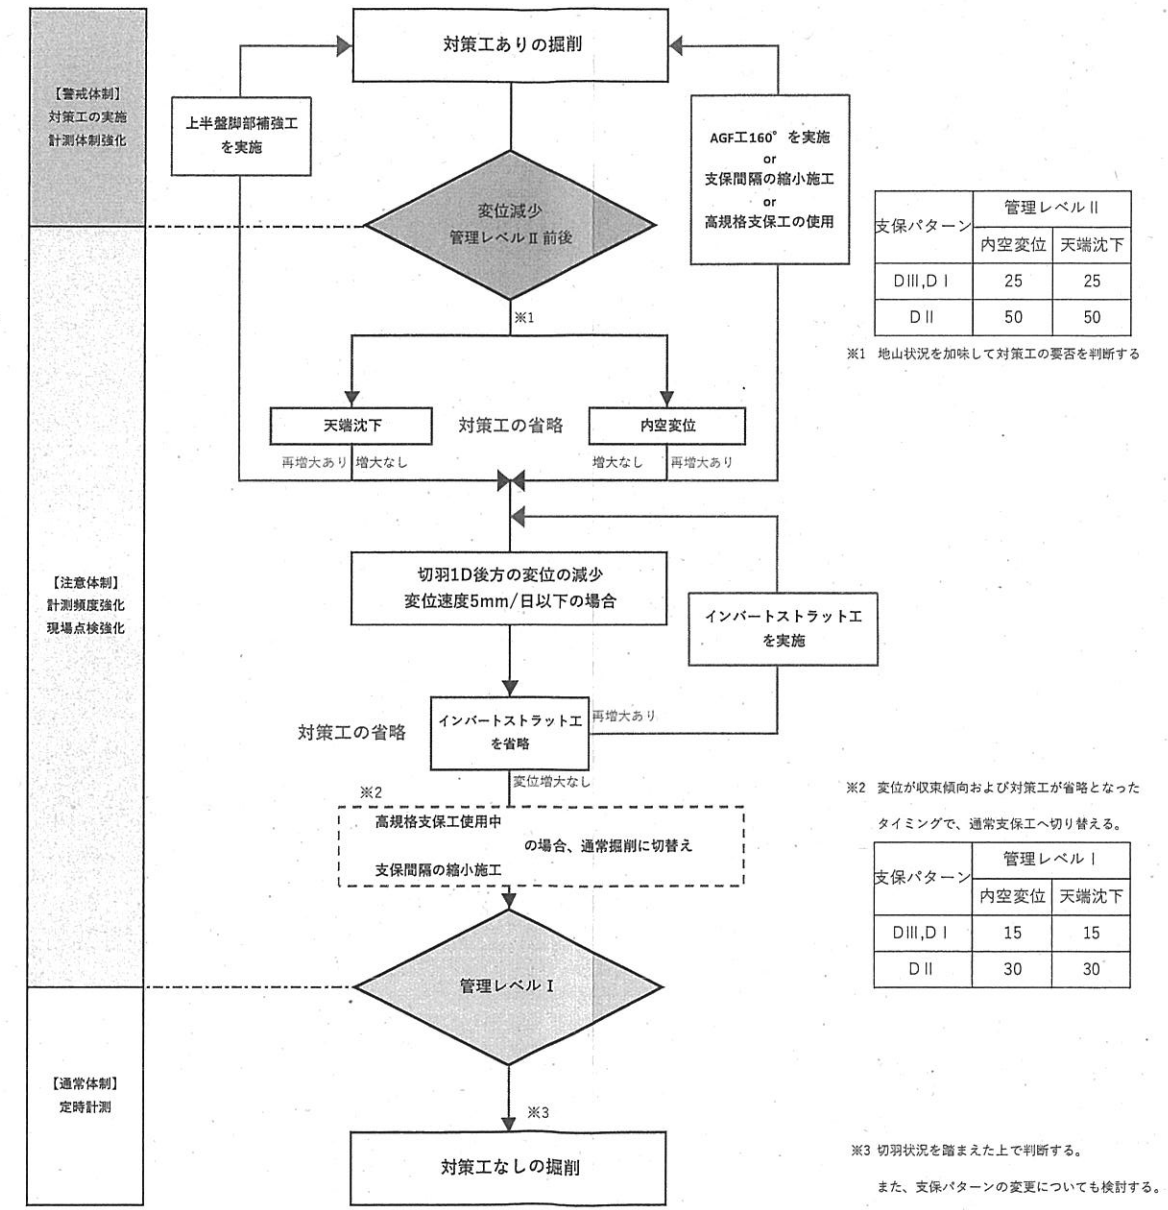 対策工ありの掘削
【警戒体制】
対策工の実施
計測体制強化
上半盤脚部補強工
を実施
AGF工160°を実施
or
支保間隔の縮小施工
or
高規格支保工の使用
変位減少
管理レベルⅡ前後
支保パターン
管理レベルⅡ
内空変位 天端沈下
DⅢ,DⅠ 25 25
DⅡ 50 50
※1 地山状況を加味して対策工の要否を判断する
※1
天端沈下
対策工の省略
内空変位
再増大あり 増大なし
増大なし 再増大あり
【注意体制】
計測頻度強化
現場点検強化
切羽1D後方の変位の減少
変位速度5mm/日以下の場合
インバートストラット工
を実施
対策工の省略
インバートストラット工
を省略
再増大あり
変位増大なし
※2
高規格支保工使用中
の場合、通常掘削に切替え
支保間隔の縮小施工
※2 変位が収束傾向および対策工が省略となった
タイミングで、通常支保工へ切り替える。
支保パターン
管理レベルⅠ
内空変位 天端沈下
DⅢ,DⅠ 15 15
DⅡ 30 30
管理レベルⅠ
【通常体制】
定時計測
※3
対策工なしの掘削
※3 切羽状況を踏まえた上で判断する。
また、支保パターンの変更についても検討する。